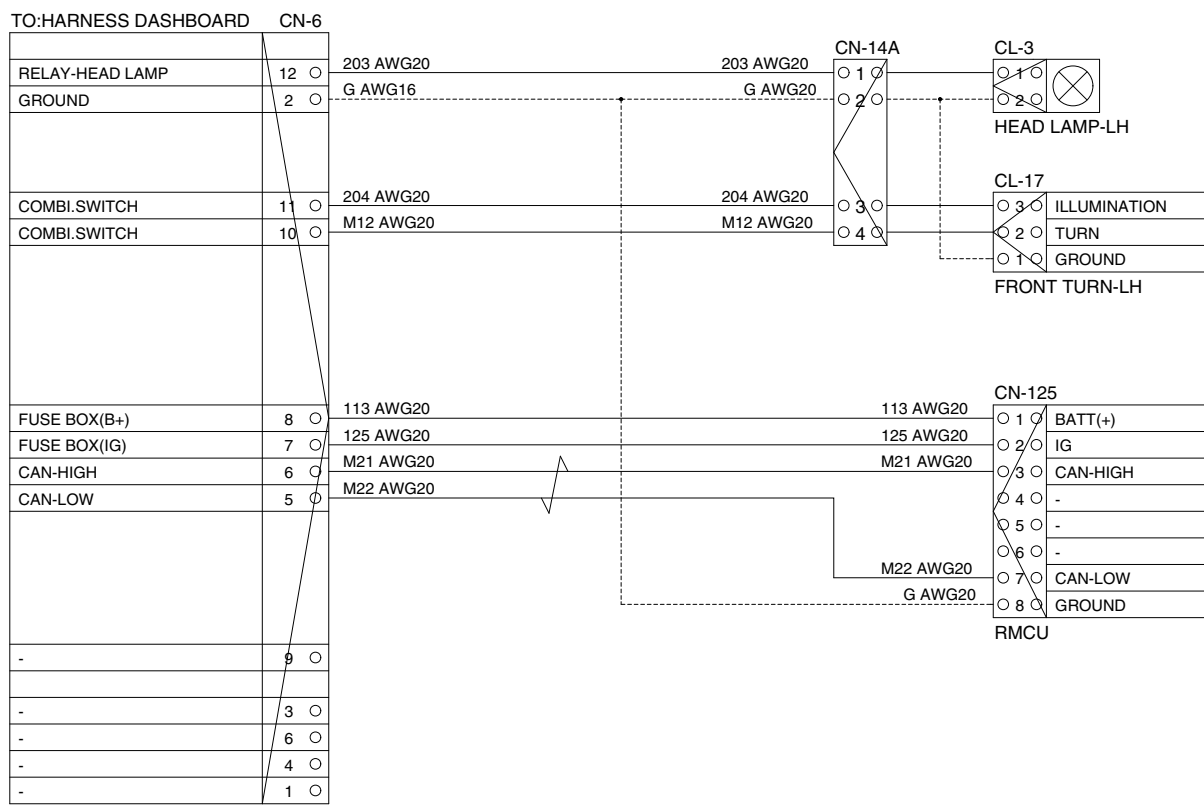 TO:HARNESS DASHBOARD CN-6
RELAY-HEAD LAMP 12
GROUND 2
COMBI.SWITCH 11
COMBI.SWITCH 10
FUSE BOX(B+) 8
FUSE BOX(IG) 7
CAN-HIGH 6
CAN-LOW 5
- 9
- 3
- 6
- 4
- 1
203 AWG20 203 AWG20
G AWG16 G AWG20
204 AWG20 204 AWG20
M12 AWG20 M12 AWG20
CN-14A
1
2
3
4
CL-3
1
2
HEAD LAMP-LH
CL-17
3 ILLUMINATION
2 TURN
1 GROUND
FRONT TURN-LH
113 AWG20 113 AWG20
125 AWG20 125 AWG20
M21 AWG20 M21 AWG20
M22 AWG20
M22 AWG20
G AWG20
CN-125
1 BATT(+)
2 IG
3 CAN-HIGH
4 -
5 -
6 -
7 CAN-LOW
8 GROUND
RMCU